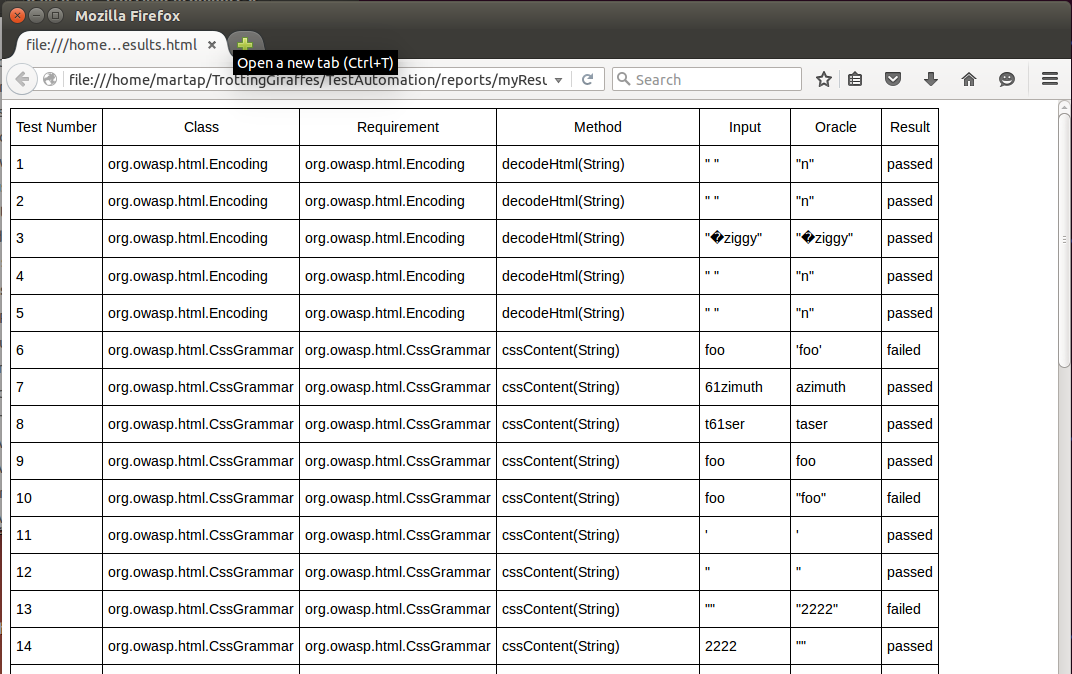 Mozilla Firefox
file:///home...esults.html
Open a new tab (Ctrl+T)
file:///home/martap/TrottingGiraffes/TestAutomation/reports/myResu
Search
Test Number Class Requirement Method Input Oracle Result
1 org.owasp.html.Encoding org.owasp.html.Encoding decodeHtml(String) " " "n" passed
2 org.owasp.html.Encoding org.owasp.html.Encoding decodeHtml(String) " " "n" passed
3 org.owasp.html.Encoding org.owasp.html.Encoding decodeHtml(String) "�ziggy" "�ziggy" passed
4 org.owasp.html.Encoding org.owasp.html.Encoding decodeHtml(String) " " "n" passed
5 org.owasp.html.Encoding org.owasp.html.Encoding decodeHtml(String) " " "n" passed
6 org.owasp.html.CssGrammar org.owasp.html.CssGrammar cssContent(String) foo 'foo' failed
7 org.owasp.html.CssGrammar org.owasp.html.CssGrammar cssContent(String) 61zimuth azimuth passed
8 org.owasp.html.CssGrammar org.owasp.html.CssGrammar cssContent(String) t61ser taser passed
9 org.owasp.html.CssGrammar org.owasp.html.CssGrammar cssContent(String) foo foo passed
10 org.owasp.html.CssGrammar org.owasp.html.CssGrammar cssContent(String) foo "foo" failed
11 org.owasp.html.CssGrammar org.owasp.html.CssGrammar cssContent(String) ' ' passed
12 org.owasp.html.CssGrammar org.owasp.html.CssGrammar cssContent(String) " " passed
13 org.owasp.html.CssGrammar org.owasp.html.CssGrammar cssContent(String) "" "2222" failed
14 org.owasp.html.CssGrammar org.owasp.html.CssGrammar cssContent(String) 2222 "" passed